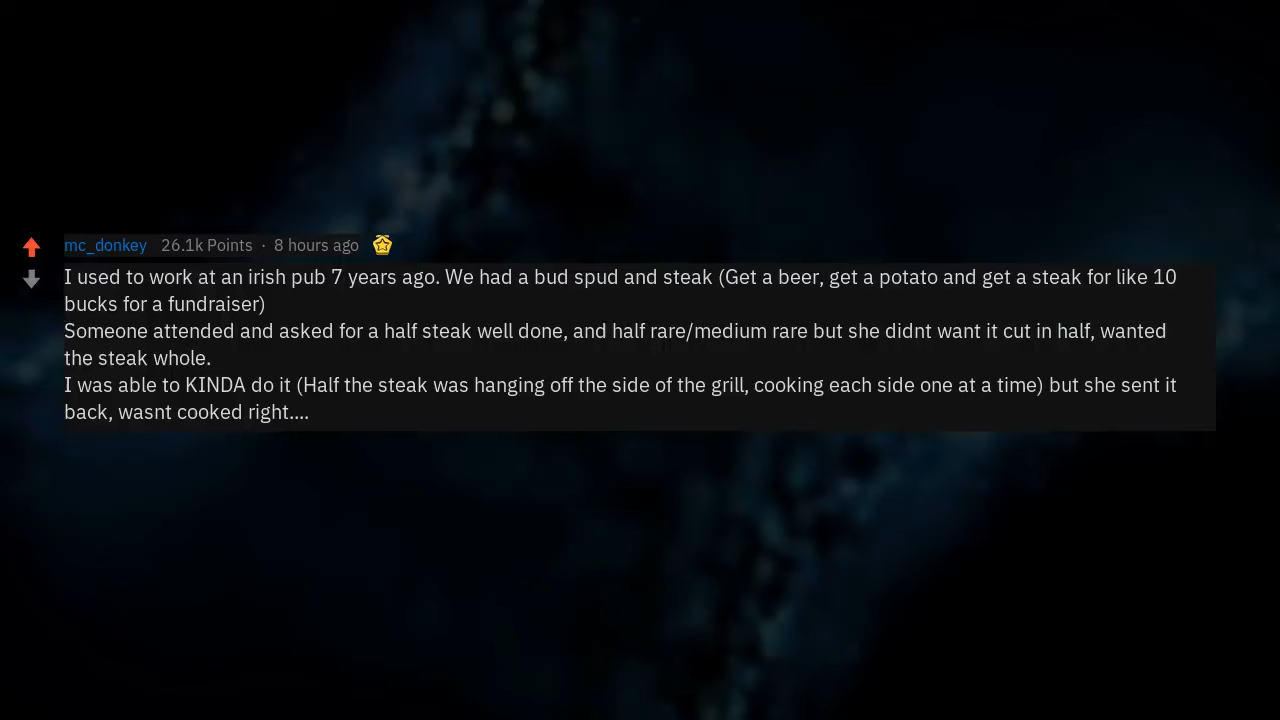 mc_donkey 26.1k Points · 8 hours ago
I used to work at an irish pub 7 years ago. We had a bud spud and steak (Get a beer, get a potato and get a steak for like 10
bucks for a fundraiser)
Someone attended and asked for a half steak well done, and half rare/medium rare but she didnt want it cut in half, wanted
the steak whole.
I was able to KINDA do it (Half the steak was hanging off the side of the grill, cooking each side one at a time) but she sent it
back, wasnt cooked right....